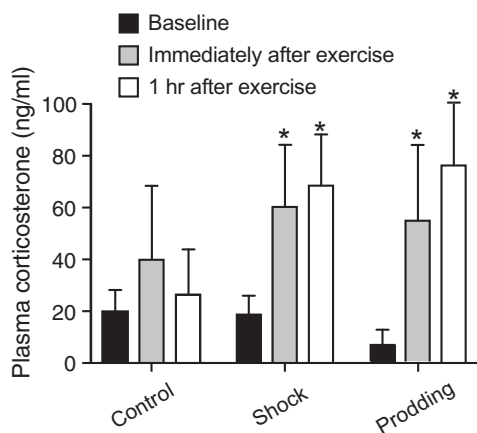 Baseline
Immediately after exercise
1 hr after exercise
Plasma corticosterone (ng/ml)
100
80
60
40
20
0
* * * *
Control
Shock
Prodding